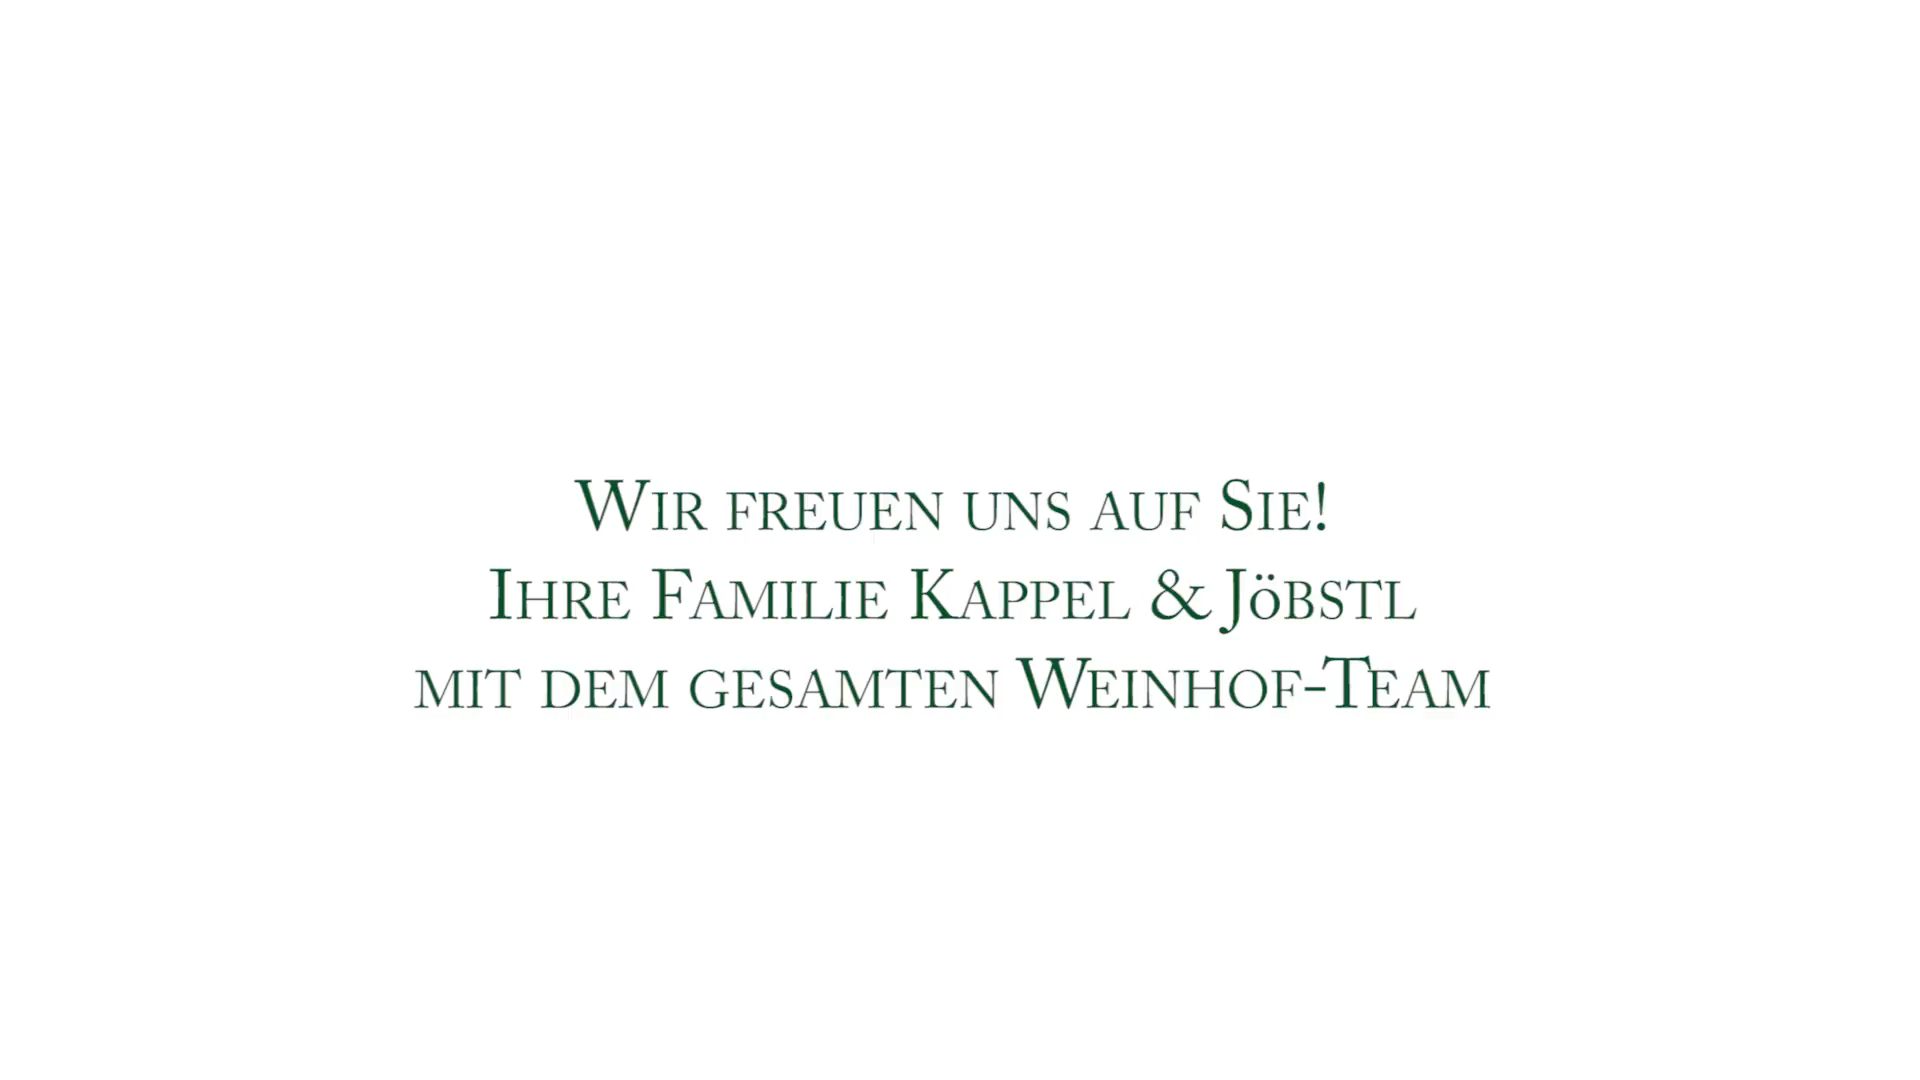 Wir freuen uns auf Sie!
Ihre Familie Kappel & Jöbstl
mit dem gesamten Weinhof-Team